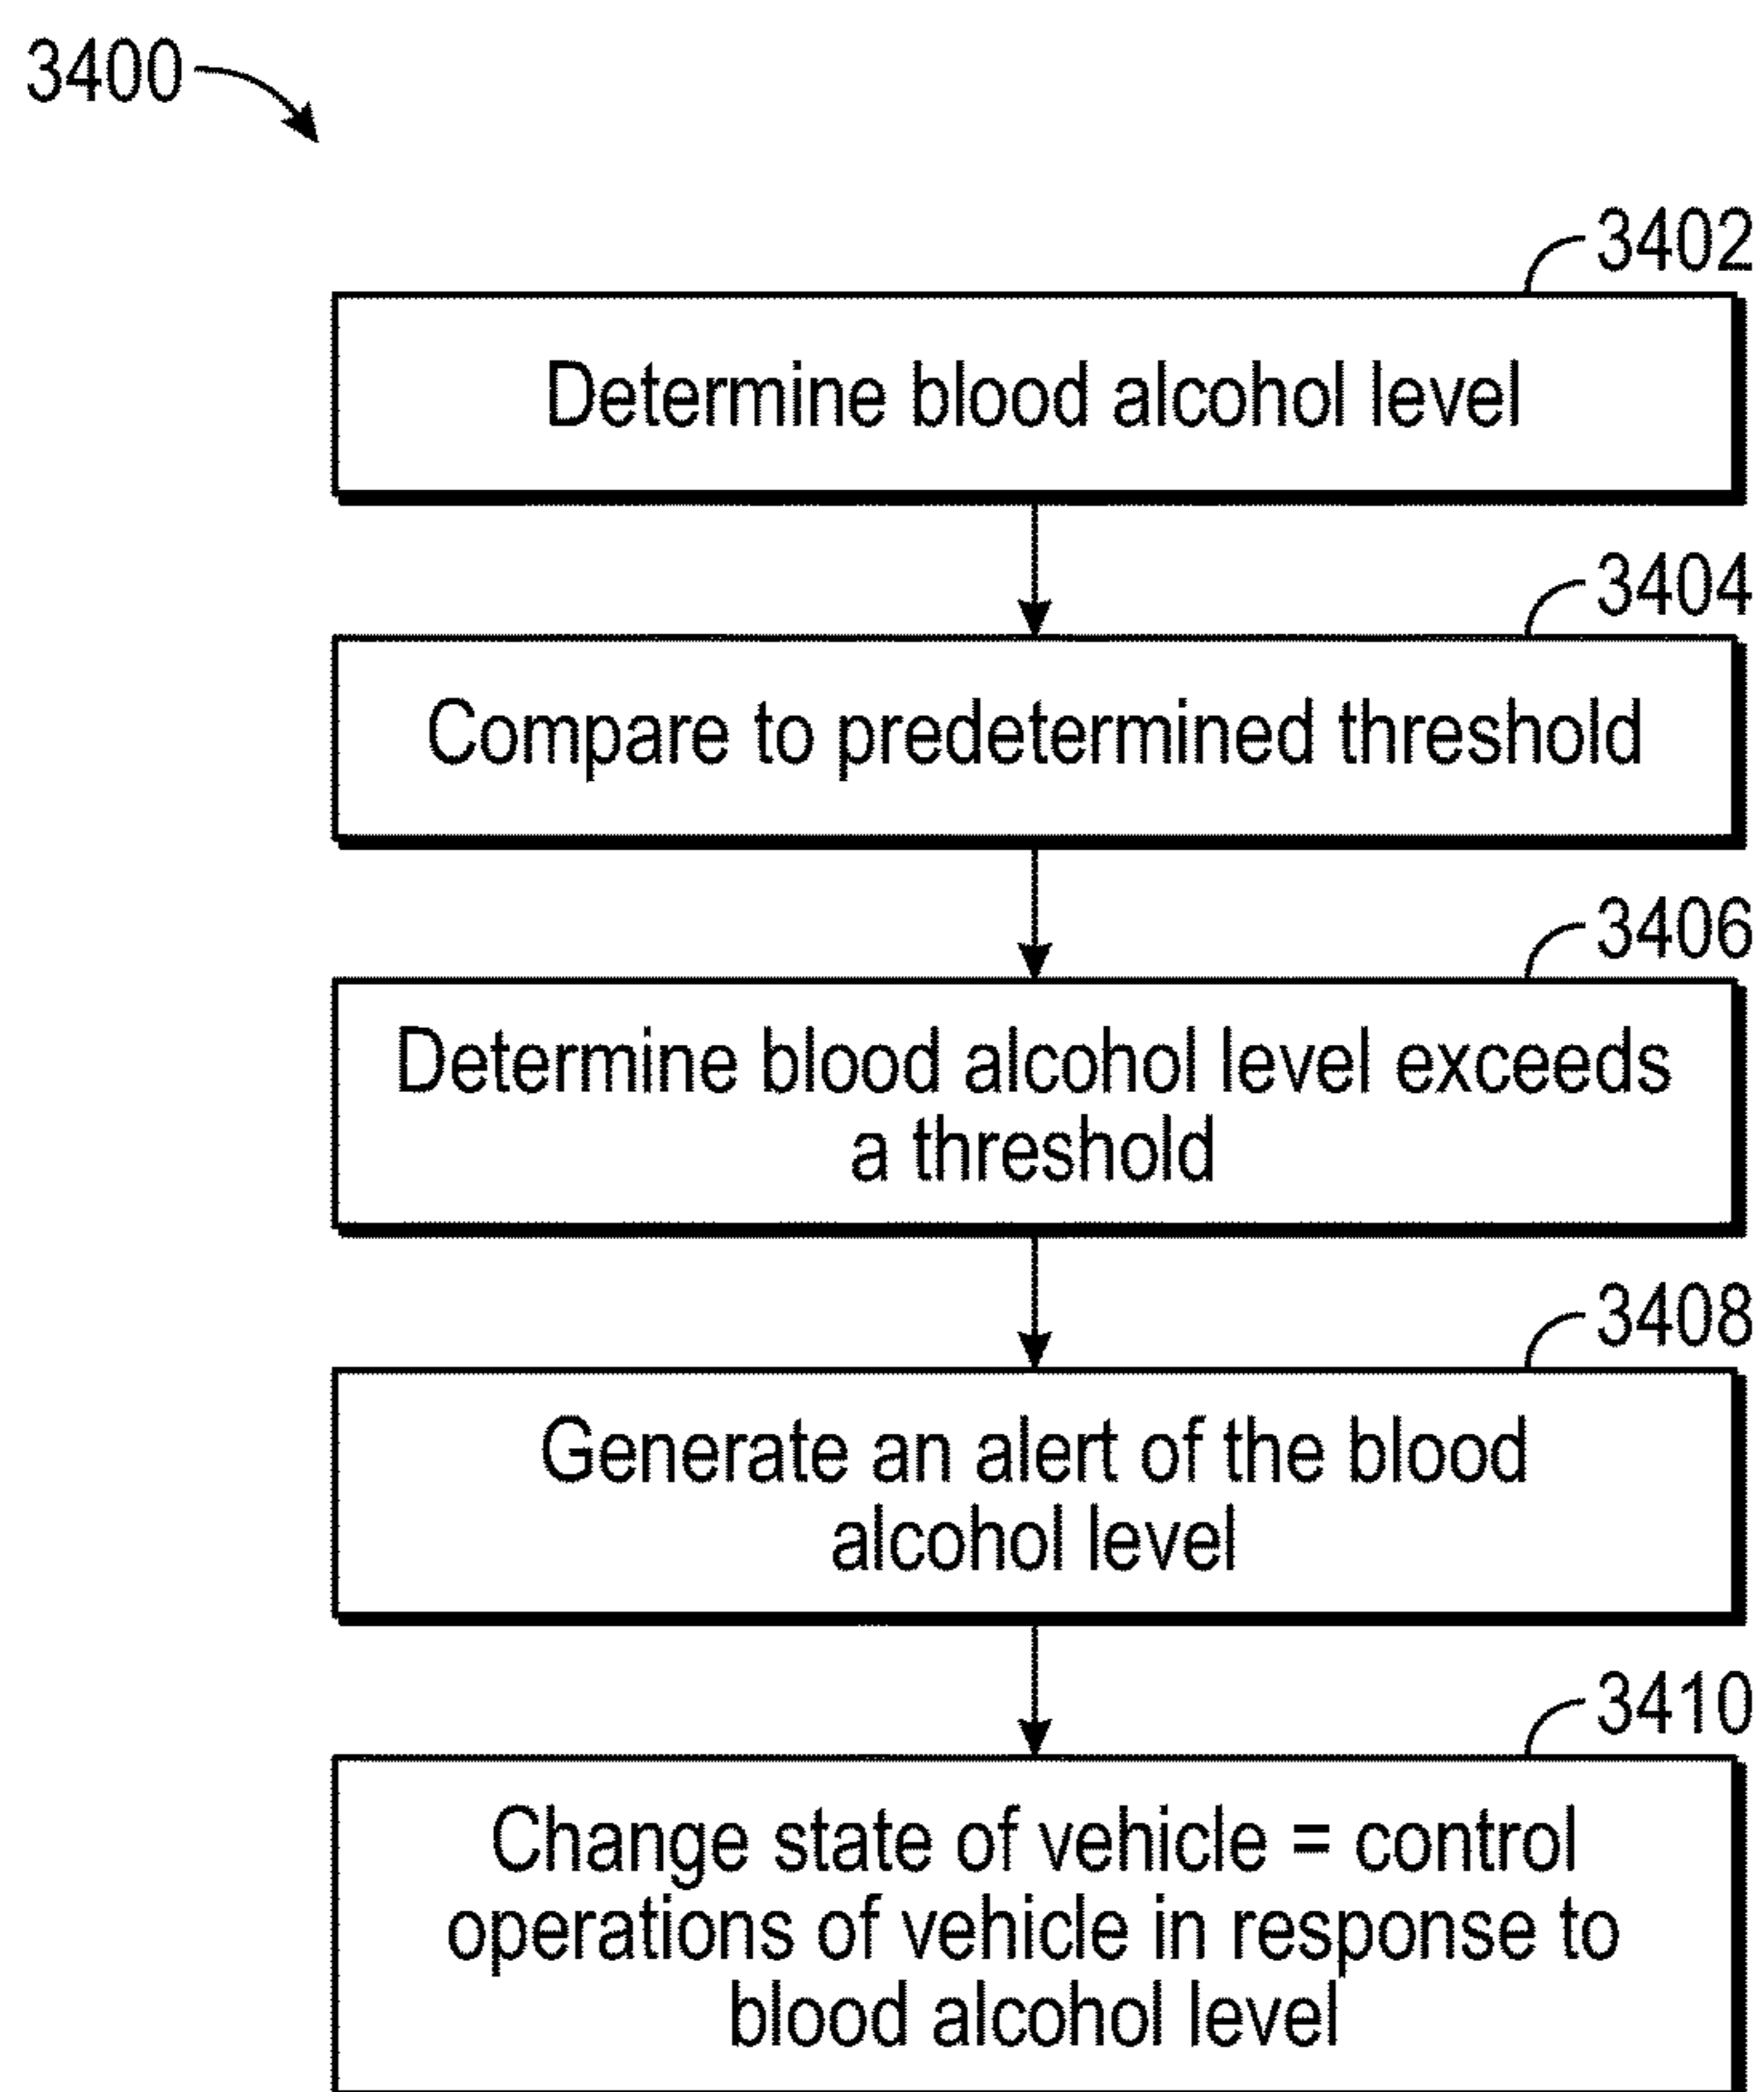 3400
3402
Determine blood alcohol level
3404
Compare to predetermined threshold
3406
Determine blood alcohol level exceeds
a threshold
3408
Generate an alert of the blood
alcohol level
3410
Change state of vehicle = control
operations of vehicle in response to
blood alcohol level